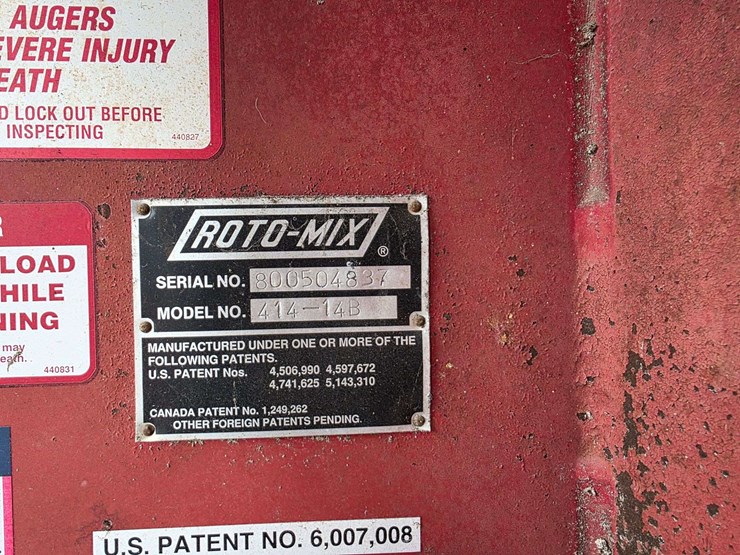 AUGERS
EVERE INJURY
EATH
D LOCK OUT BEFORE
INSPECTING
440827
LOAD
HILE
NING
may
eath.
440831
ROTO-MIX®
SERIAL NO. 800504837
MODEL NO. 414-14B
MANUFACTURED UNDER ONE OR MORE OF THE
FOLLOWING PATENTS.
U.S. PATENT Nos. 4,506,990 4,597,672
4,741,625 5,143,310
CANADA PATENT No. 1,249,262
OTHER FOREIGN PATENTS PENDING.
U.S. PATENT NO. 6,007,008